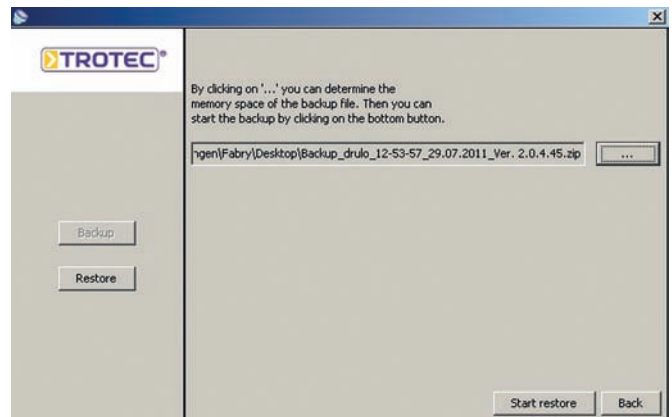 TROTEC®
By clicking on '...' you can determine the
memory space of the backup file. Then you can
start the backup by clicking on the bottom button.
ngen\Fabry\Desktop\Backup_drulo_12-53-57_29.07.2011_Ver. 2.0.4.45.zip
...
Backup
Restore
Start restore
Back